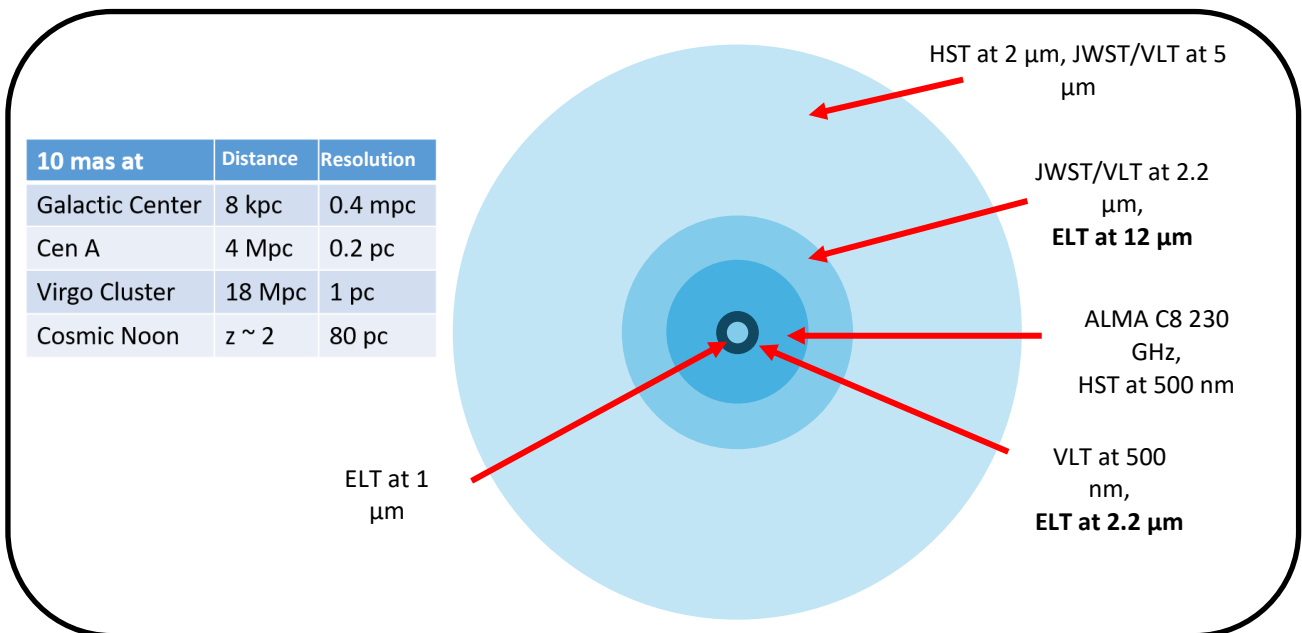 HST at 2 μm, JWST/VLT at 5
μm
10 mas at Distance Resolution
Galactic Center 8 kpc 0.4 mpc
Cen A 4 Mpc 0.2 pc
Virgo Cluster 18 Mpc 1 pc
Cosmic Noon z ~ 2 80 pc
JWST/VLT at 2.2
μm,
ELT at 12 μm
ALMA C8 230
GHz,
HST at 500 nm
VLT at 500
nm,
ELT at 2.2 μm
ELT at 1
μm